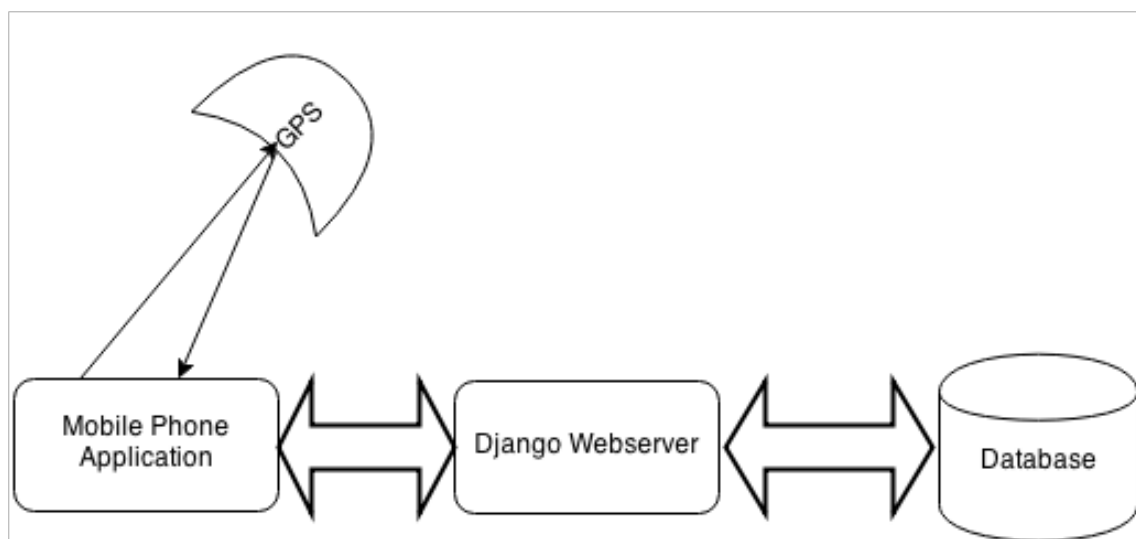 GPS
Mobile Phone
Application
Django Webserver
Database